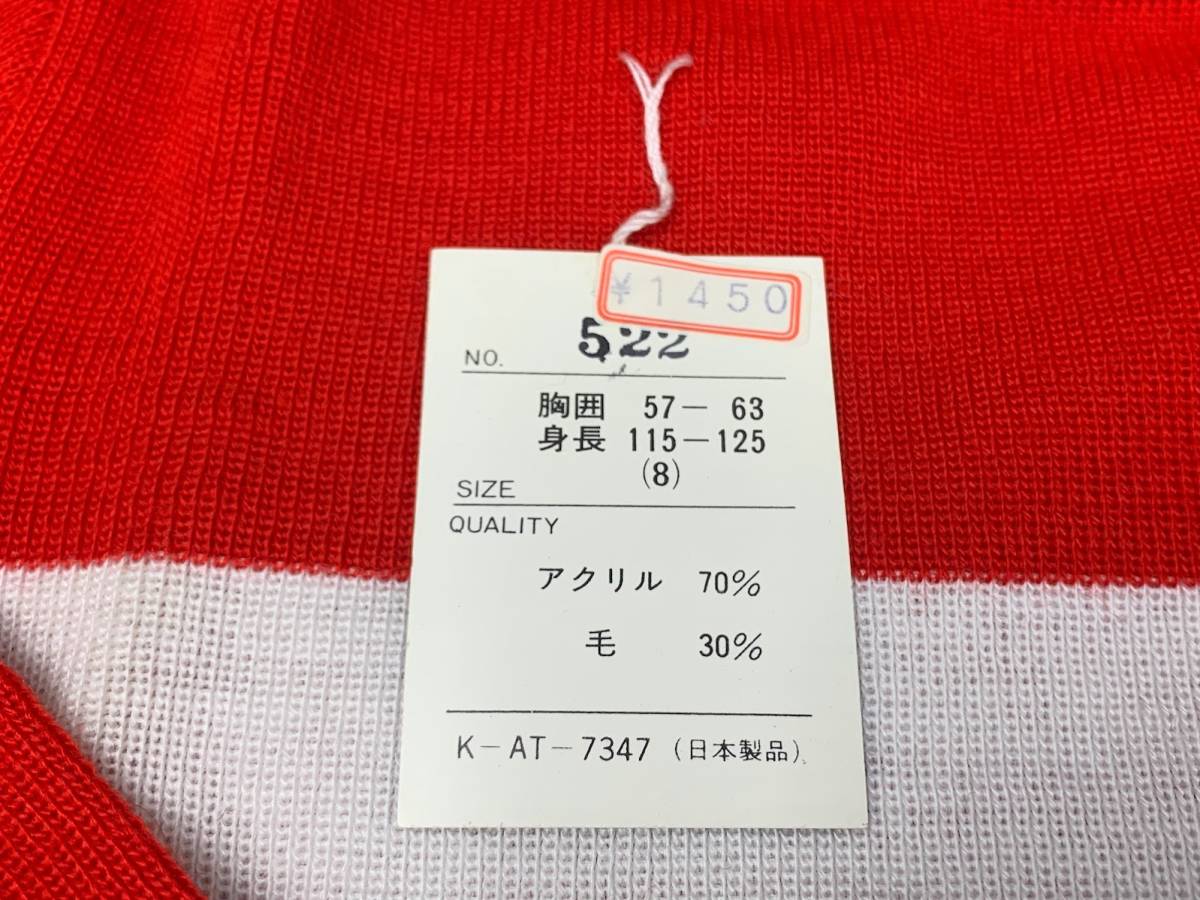 ¥1450
NO. 522
胸囲 57－ 63
身長 115－125
(8)
SIZE
QUALITY
アクリル 70%
毛 30%
K－AT－7347（日本製品）